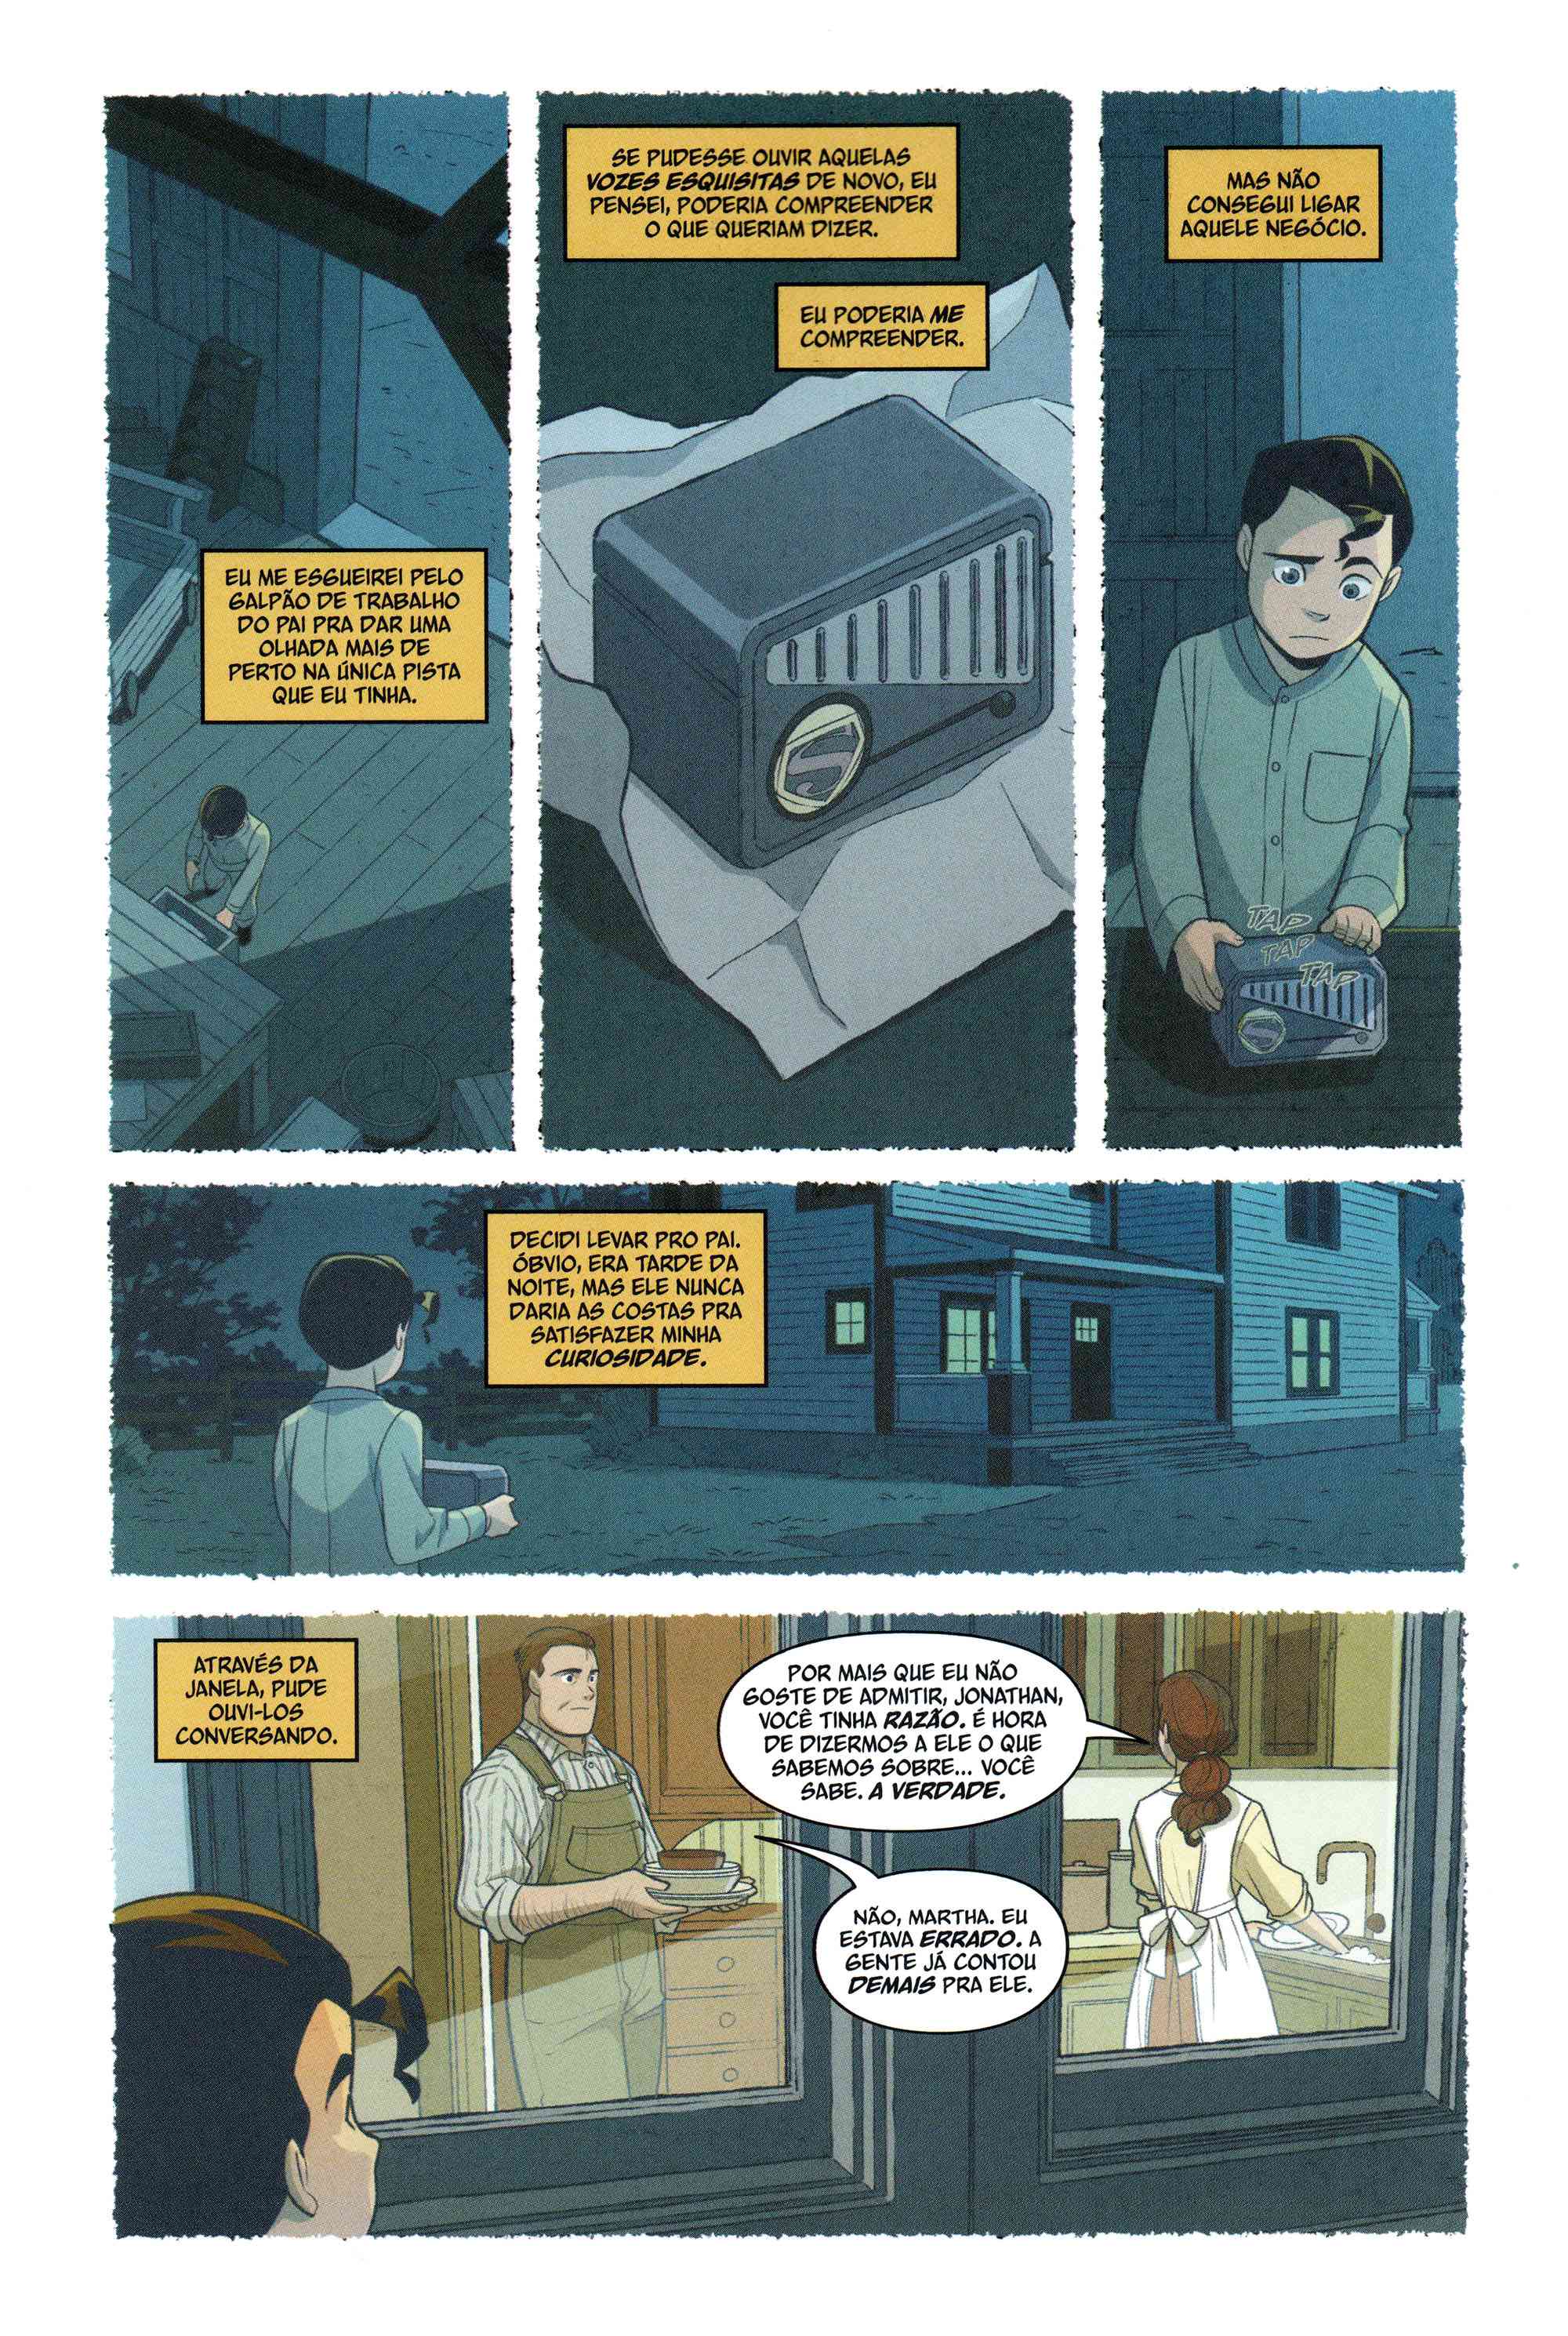 EU ME ESGUEIREI PELO
GALPÃO DE TRABALHO
DO PAI PRA DAR UMA
OLHADA MAIS DE
PERTO NA ÚNICA PISTA
QUE EU TINHA.
SE PUDESSE OUVIR AQUELAS
VOZES ESQUISITAS DE NOVO, EU
PENSEI, PODERIA COMPREENDER
O QUE QUERIAM DIZER.
EU PODERIA ME
COMPREENDER.
S
MAS NÃO
CONSEGUI LIGAR
AQUELE NEGÓCIO.
TAP
TAP
TAP
S
DECIDI LEVAR PRO PAI.
ÓBVIO, ERA TARDE DA
NOITE, MAS ELE NUNCA
DARIA AS COSTAS PRA
SATISFAZER MINHA
CURIOSIDADE.
ATRAVÉS DA
JANELA, PUDE
OUVI-LOS
CONVERSANDO.
POR MAIS QUE EU NÃO
GOSTE DE ADMITIR, JONATHAN,
VOCÊ TINHA RAZÃO. É HORA
DE DIZERMOS A ELE O QUE
SABEMOS SOBRE... VOCÊ
SABE. A VERDADE.
NÃO, MARTHA. EU
ESTAVA ERRADO. A
GENTE JÁ CONTOU
DEMAIS PRA ELE.